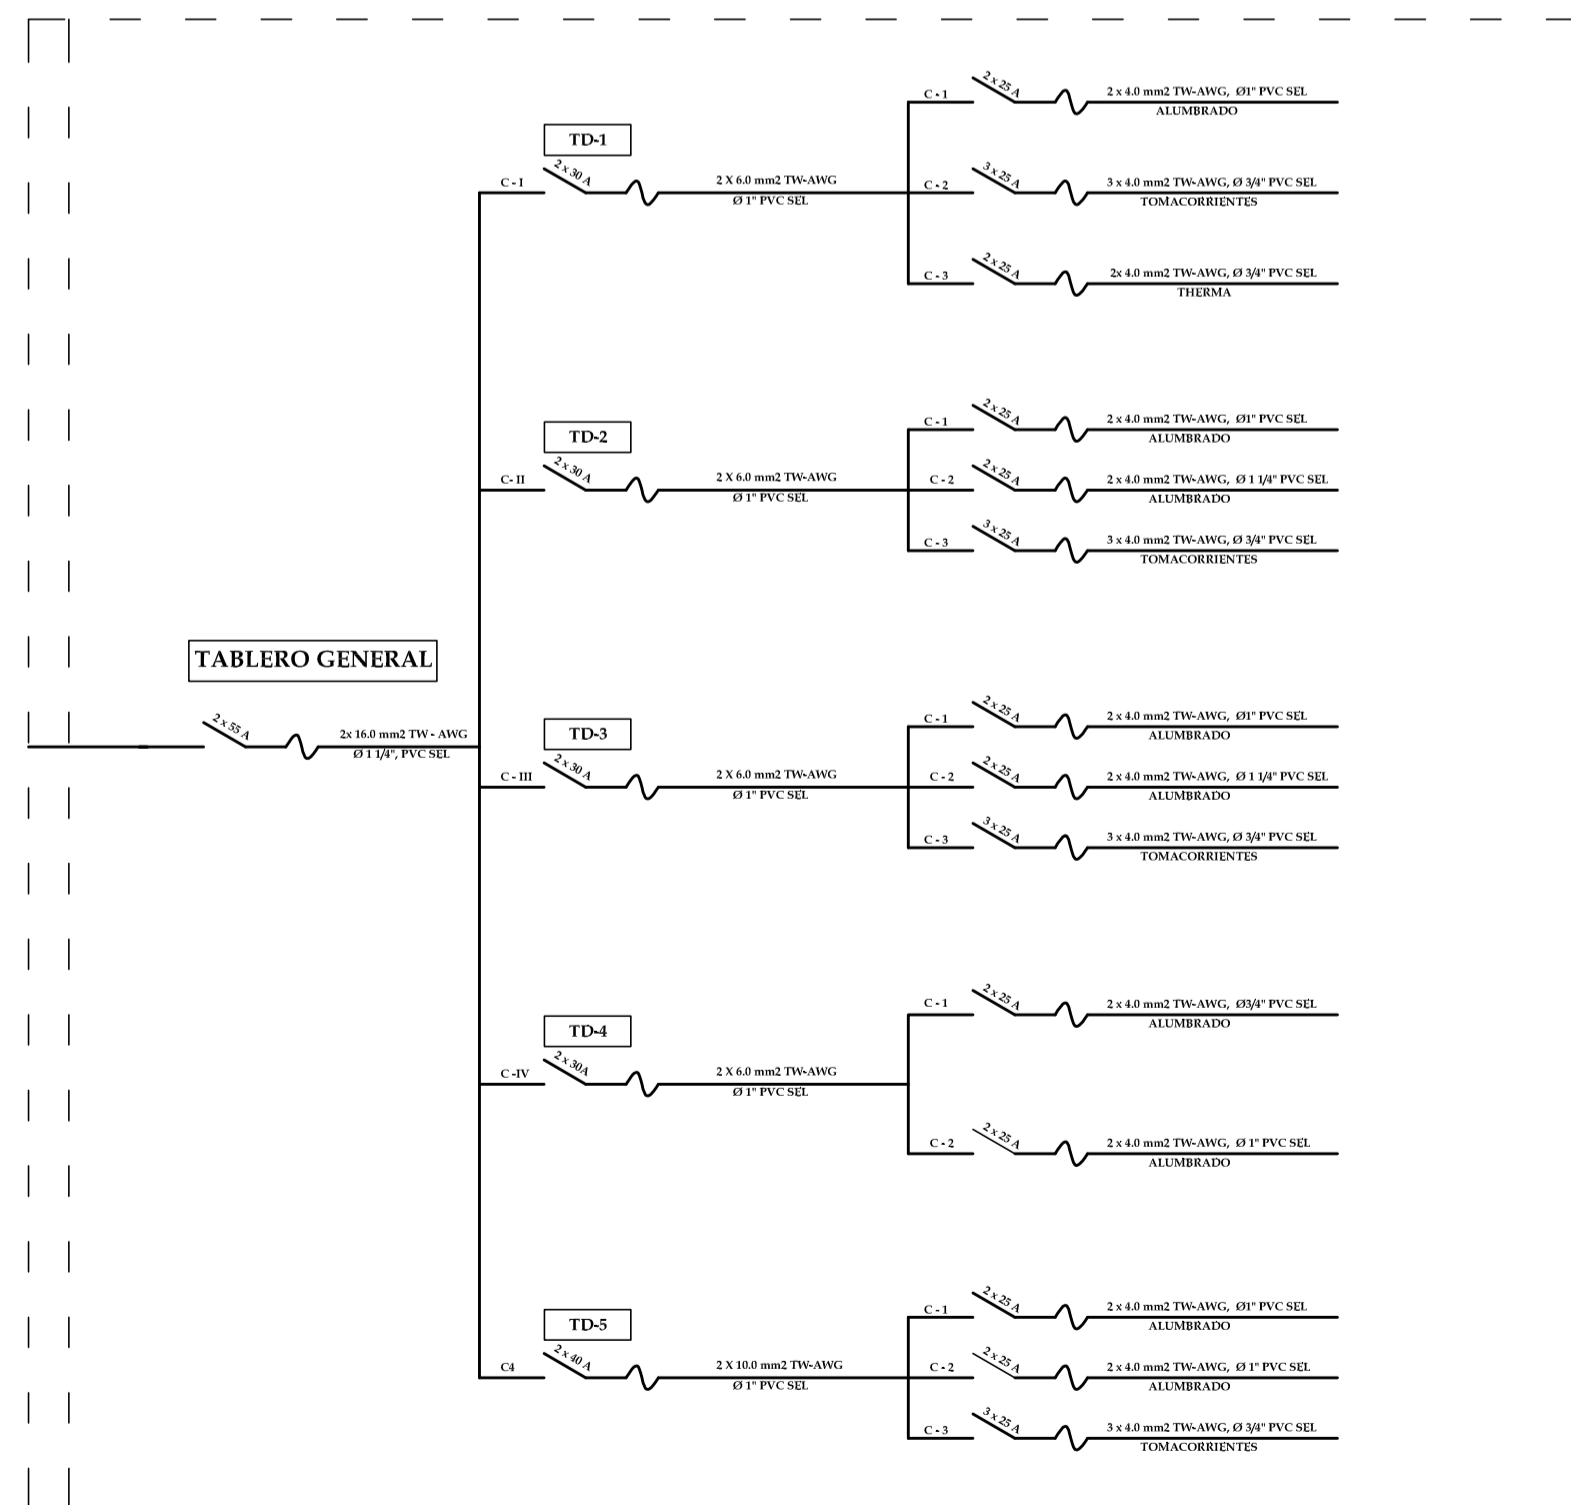 C - 1
2 x 25 A
2 x 4.0 mm2 TW-AWG, Ø1" PVC SEL
ALUMBRADO
TD-1
C - I
2 x 30 A
2 X 6.0 mm2 TW-AWG
Ø 1" PVC SEL
C - 2
3 x 25 A
3 x 4.0 mm2 TW-AWG, Ø 3/4" PVC SEL
TOMACORRIENTES
C - 3
2 x 25 A
2x 4.0 mm2 TW-AWG, Ø 3/4" PVC SEL
THERMA
C - 1
2 x 25 A
2 x 4.0 mm2 TW-AWG, Ø1" PVC SEL
ALUMBRADO
TD-2
C- II
2 x 30 A
2 X 6.0 mm2 TW-AWG
Ø 1" PVC SEL
C - 2
2 x 25 A
2 x 4.0 mm2 TW-AWG, Ø 1 1/4" PVC SEL
ALUMBRADO
C - 3
3 x 25 A
3 x 4.0 mm2 TW-AWG, Ø 3/4" PVC SEL
TOMACORRIENTES
TABLERO GENERAL
2 x 55 A
2x 16.0 mm2 TW - AWG
Ø 1 1/4", PVC SEL
C - 1
2 x 25 A
2 x 4.0 mm2 TW-AWG, Ø1" PVC SEL
ALUMBRADO
TD-3
C - III
2 x 30 A
2 X 6.0 mm2 TW-AWG
Ø 1" PVC SEL
C - 2
2 x 25 A
2 x 4.0 mm2 TW-AWG, Ø 1 1/4" PVC SEL
ALUMBRADO
C - 3
3 x 25 A
3 x 4.0 mm2 TW-AWG, Ø 3/4" PVC SEL
TOMACORRIENTES
C - 1
2 x 25 A
2 x 4.0 mm2 TW-AWG, Ø3/4" PVC SEL
ALUMBRADO
TD-4
C -IV
2 x 30A
2 X 6.0 mm2 TW-AWG
Ø 1" PVC SEL
C - 2
2 x 25 A
2 x 4.0 mm2 TW-AWG, Ø 1" PVC SEL
ALUMBRADO
C - 1
2 x 25 A
2 x 4.0 mm2 TW-AWG, Ø1" PVC SEL
ALUMBRADO
TD-5
C4
2 x 40 A
2 X 10.0 mm2 TW-AWG
Ø 1" PVC SEL
C - 2
2 x 25 A
2 x 4.0 mm2 TW-AWG, Ø 1" PVC SEL
ALUMBRADO
C - 3
3 x 25 A
3 x 4.0 mm2 TW-AWG, Ø 3/4" PVC SEL
TOMACORRIENTES